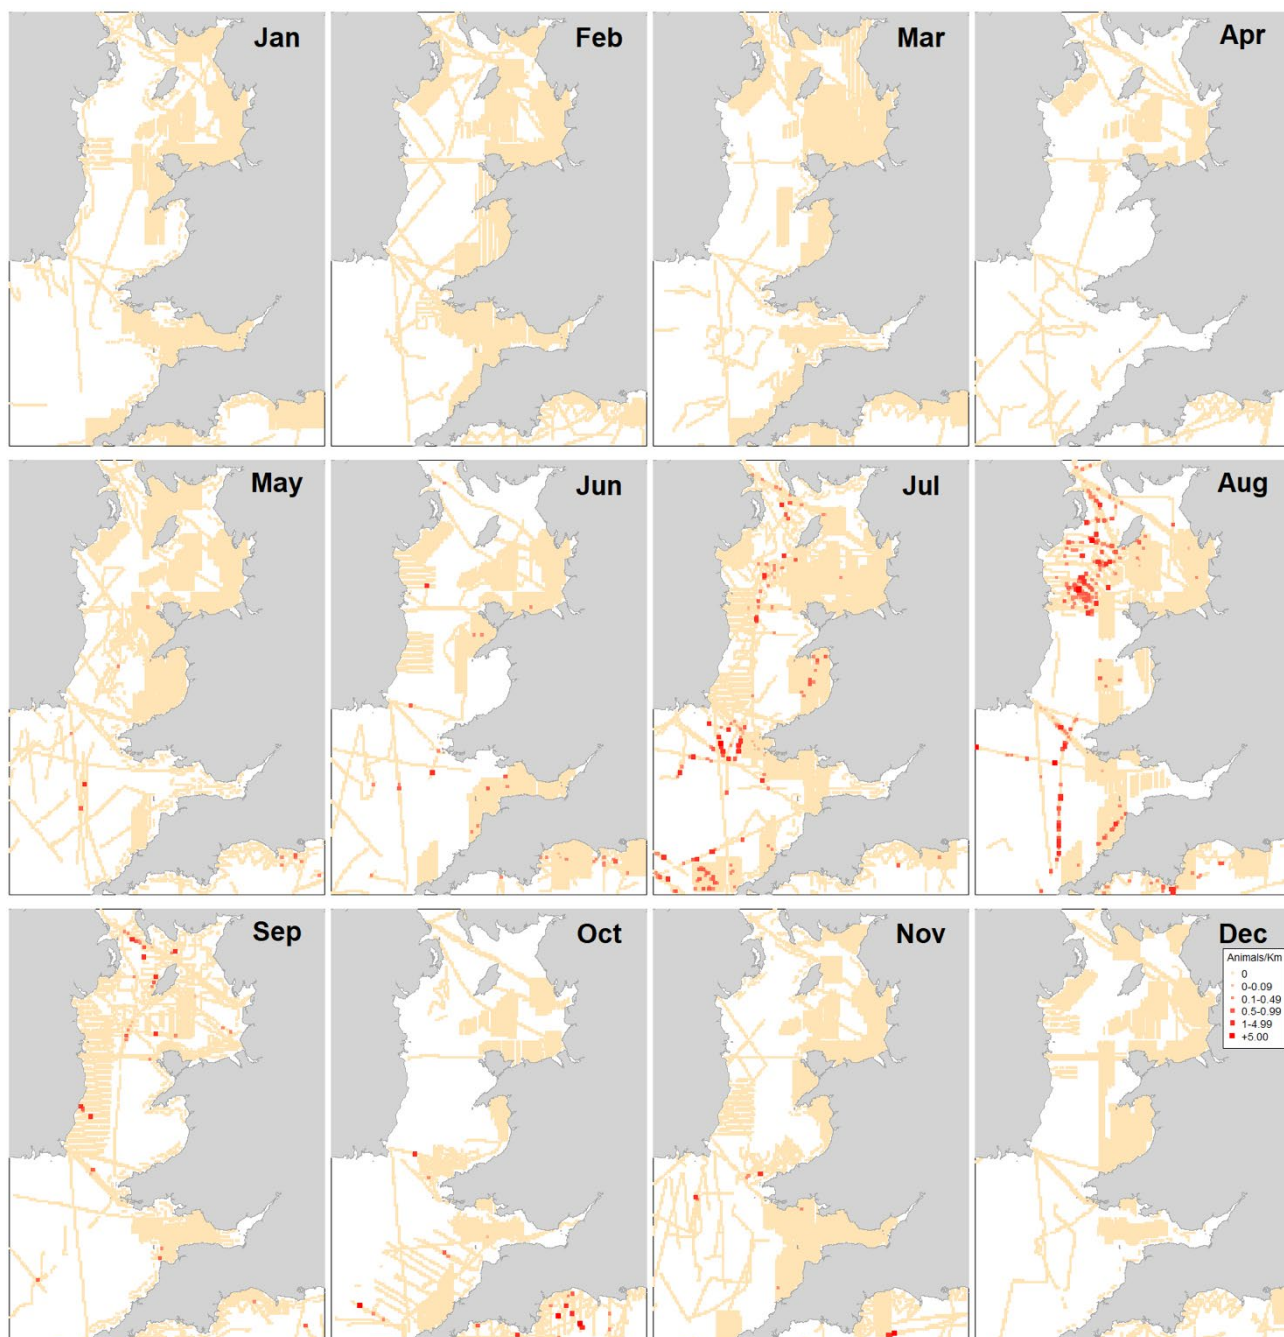 Jan
Feb
Mar
Apr
May
Jun
Jul
Aug
Sep
Oct
Nov
Dec
Animals/Km
0
0-0.09
0.1-0.49
0.5-0.99
1-4.99
+5.00